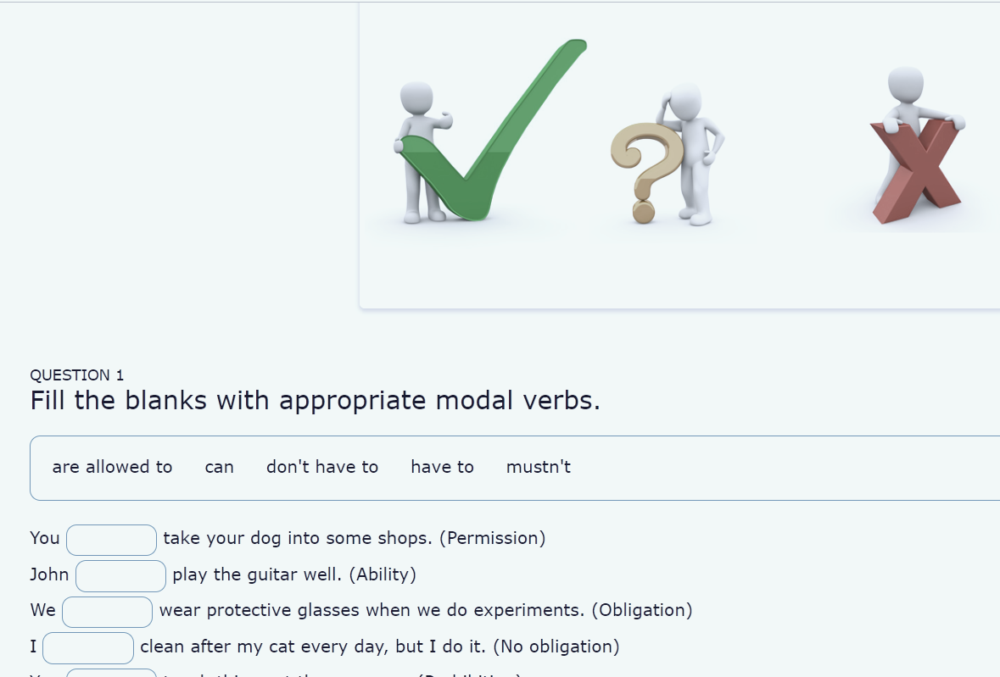 QUESTION 1
Fill the blanks with appropriate modal verbs.
are allowed to can don't have to have to mustn't
You take your dog into some shops. (Permission)
John play the guitar well. (Ability)
We wear protective glasses when we do experiments. (Obligation)
I clean after my cat every day, but I do it. (No obligation)